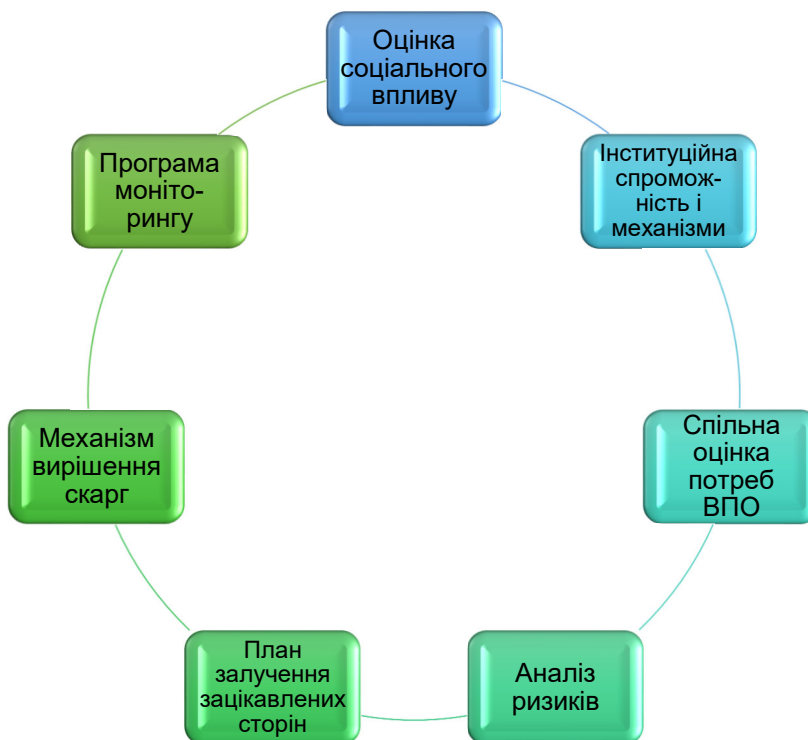 Оцінка
соціального
впливу
Інституційна
спромож-
ність і
механізми
Спільна
оцінка
потреб
ВПО
Аналіз
ризиків
План
залучення
зацікавлених
сторін
Механізм
вирішення
скарг
Програма
моніто-
рингу